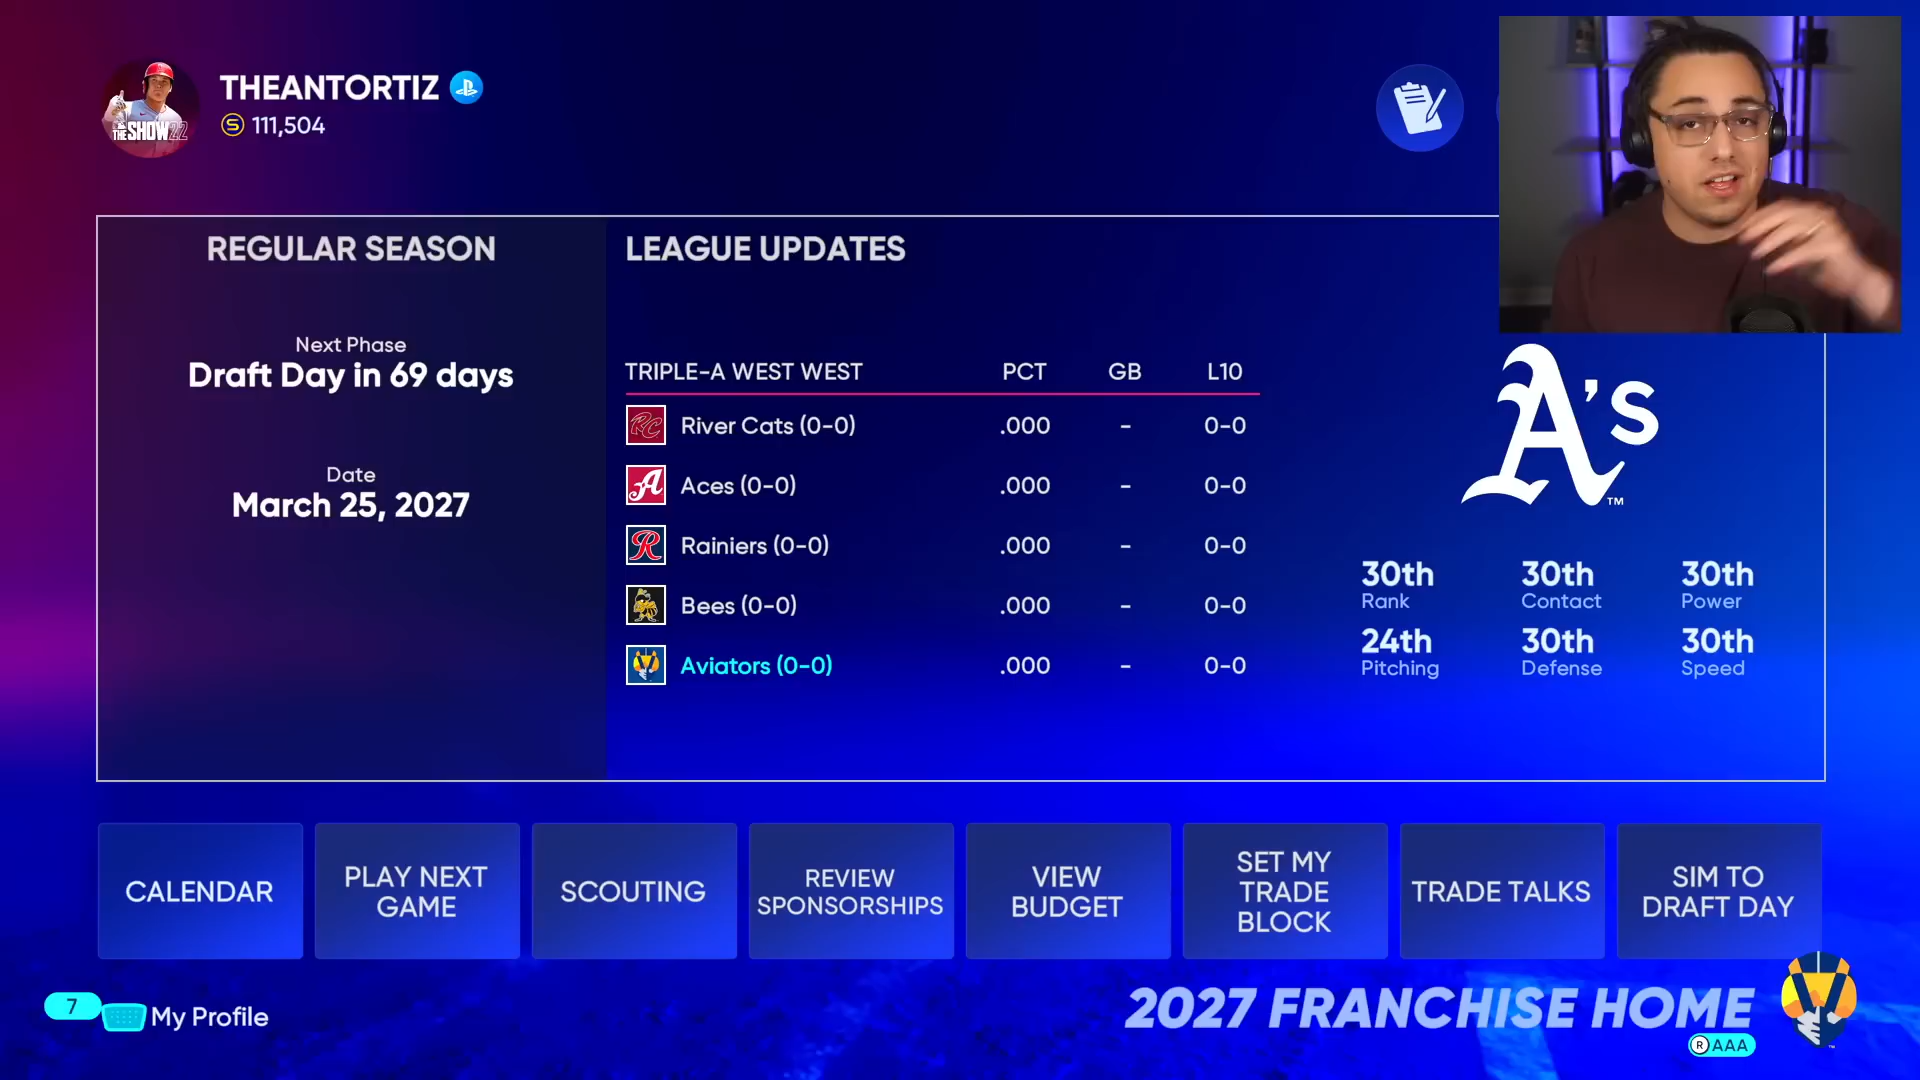 THEANTORTIZ
111,504
THE SHOW 22
REGULAR SEASON
Next Phase
Draft Day in 69 days
Date
March 25, 2027
LEAGUE UPDATES
TRIPLE-A WEST WEST PCT GB L10
River Cats (0-0) .000 - 0-0
Aces (0-0) .000 - 0-0
Rainiers (0-0) .000 - 0-0
Bees (0-0) .000 - 0-0
Aviators (0-0) .000 - 0-0
A's TM
30th 30th 30th
Rank Contact Power
24th 30th 30th
Pitching Defense Speed
CALENDAR
PLAY NEXT
GAME
SCOUTING
REVIEW
SPONSORSHIPS
VIEW
BUDGET
SET MY
TRADE
BLOCK
TRADE TALKS
SIM TO
DRAFT DAY
7 My Profile
2027 FRANCHISE HOME
R AAA